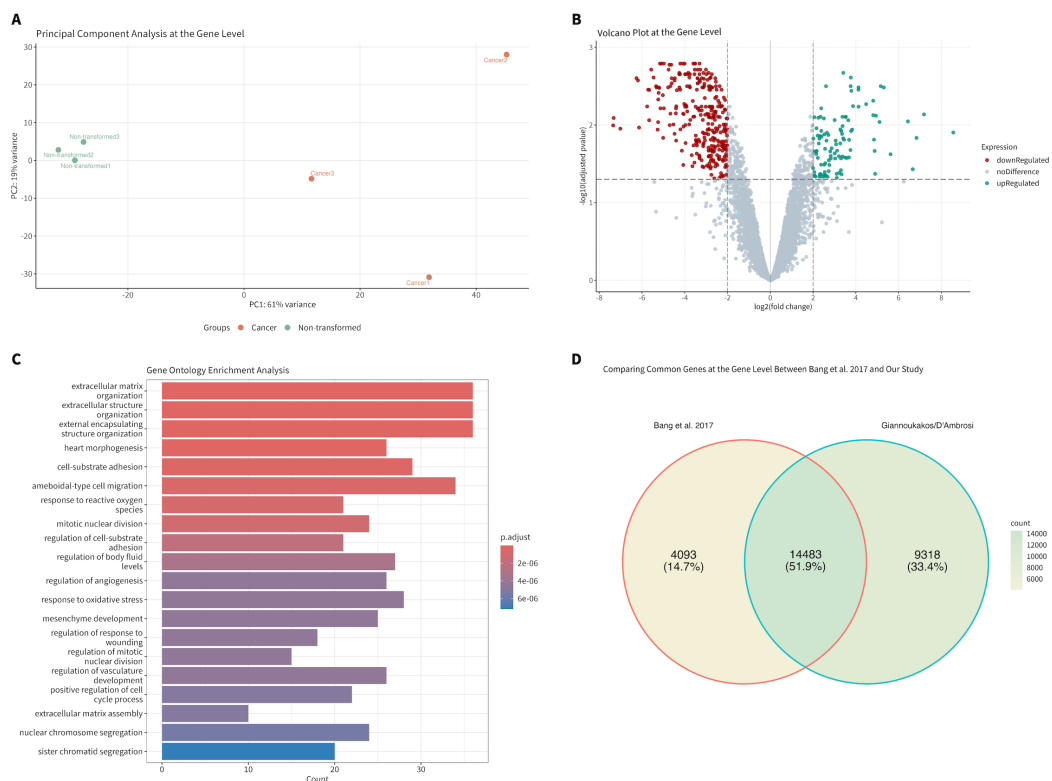 A
Principal Component Analysis at the Gene Level
30
20
10
0
-10
-20
-30
PC2: 19% variance
Cancer2
Non-transformed3
Non-transformed2
Non-transformed1
Cancer3
Cancer1
-20
0
20
40
PC1: 61% variance
Groups
Cancer
Non-transformed
B
Volcano Plot at the Gene Level
3
2
1
0
-log10(adjusted pvalue)
-8
-6
-4
-2
0
2
4
6
8
log2(fold change)
Expression
downRegulated
noDifference
upRegulated
C
Gene Ontology Enrichment Analysis
extracellular matrix
organization
extracellular structure
organization
external encapsulating
structure organization
heart morphogenesis
cell-substrate adhesion
ameboidal-type cell migration
response to reactive oxygen
species
mitotic nuclear division
regulation of cell-substrate
adhesion
regulation of body fluid
levels
regulation of angiogenesis
response to oxidative stress
mesenchyme development
regulation of response to
wounding
regulation of mitotic
nuclear division
regulation of vasculature
development
positive regulation of cell
cycle process
extracellular matrix assembly
nuclear chromosome segregation
sister chromatid segregation
0
10
20
30
Count
p.adjust
2e-06
4e-06
6e-06
D
Comparing Common Genes at the Gene Level Between Bang et al. 2017 and Our Study
Bang et al. 2017
Giannoukakos/D'Ambrosi
4093
(14.7%)
14483
(51.9%)
9318
(33.4%)
count
14000
12000
10000
8000
6000